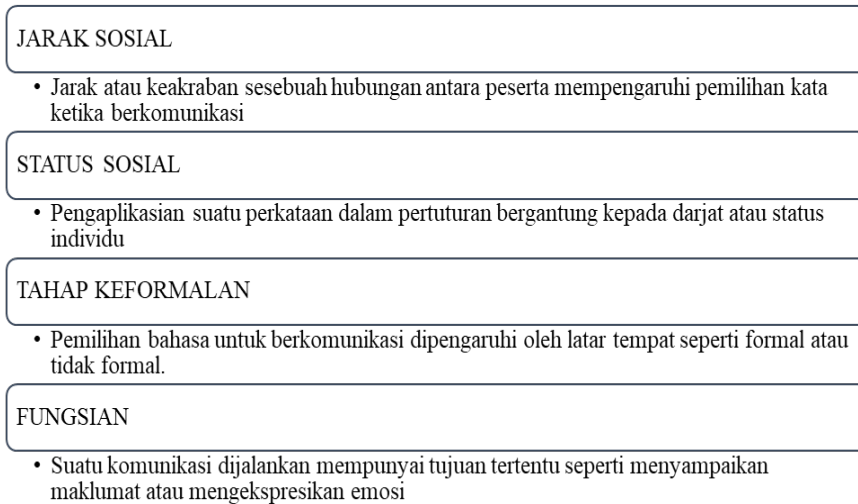 JARAK SOSIAL
• Jarak atau keakraban sesebuah hubungan antara peserta mempengaruhi pemilihan kata
ketika berkomunikasi
STATUS SOSIAL
• Pengaplikasian suatu perkataan dalam pertuturan bergantung kepada darjat atau status
individu
TAHAP KEFORMALAN
• Pemilihan bahasa untuk berkomunikasi dipengaruhi oleh latar tempat seperti formal atau
tidak formal.
FUNGSIAN
• Suatu komunikasi dijalankan mempunyai tujuan tertentu seperti menyampaikan
maklumat atau mengekspresikan emosi